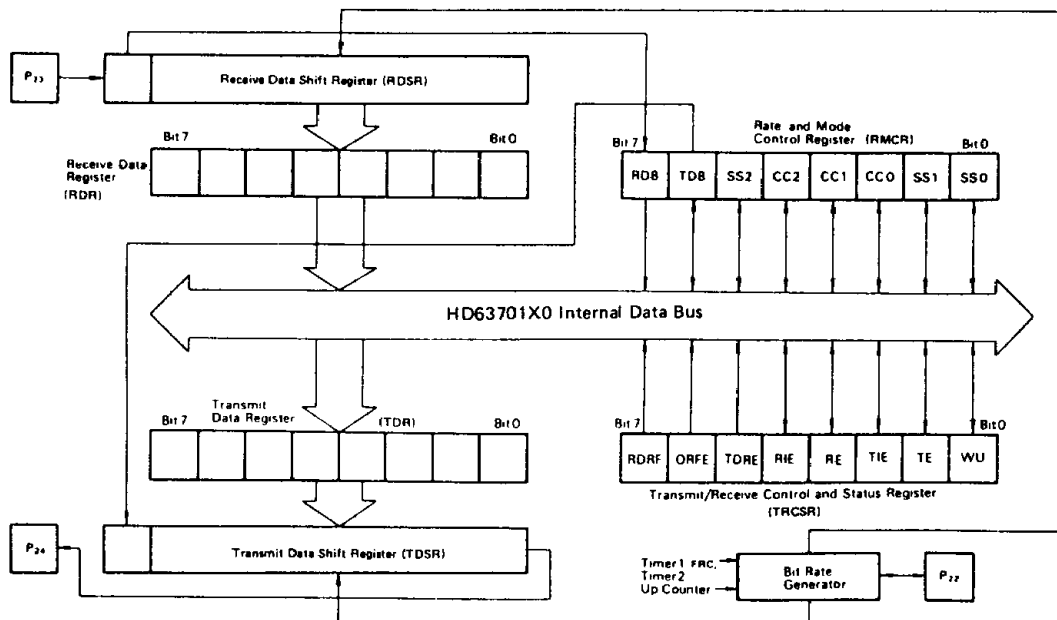 P23
Receive Data Shift Register (RDSR)
Bit 7
Bit 0
Receive Data
Register
(RDR)
Rate and Mode
Control Register (RMCR)
Bit 7
Bit 0
RD8
TD8
SS2
CC2
CC1
CC0
SS1
SS0
HD63701X0 Internal Data Bus
Transmit
Data Register
(TDR)
Bit 7
Bit 0
Bit 7
Bit 0
RDRF
ORFE
TDRE
RIE
RE
TIE
TE
WU
Transmit/Receive Control and Status Register
(TRCSR)
P24
Transmit Data Shift Register (TDSR)
Timer 1 FRC,
Timer 2
Up Counter
Bit Rate
Generator
P22